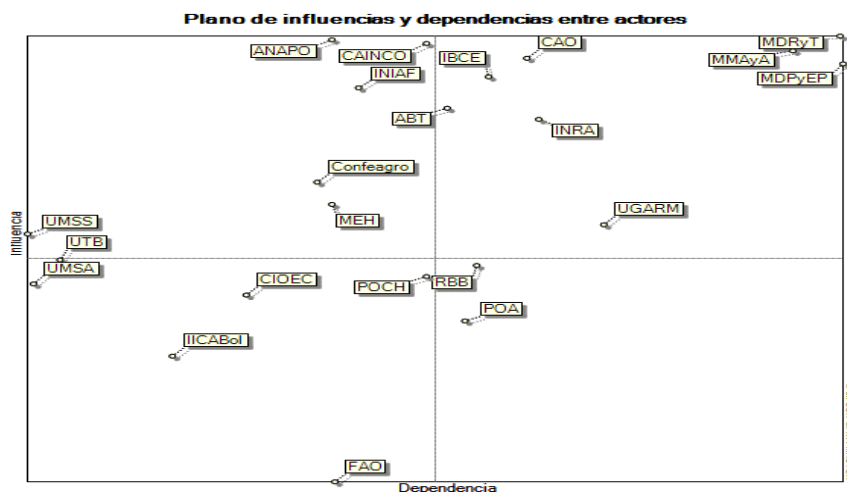 Plano de influencias y dependencias entre actores
ANAPO
CAINCO
IBCE
CAO
MDRyT
MMAyA
MDPyEP
INIAF
ABT
INRA
Confeagro
MEH
UGARM
UMSS
UTB
UMSA
CIOEC
POCH
RBB
POA
IICABol
FAO
Influencia
Dependencia